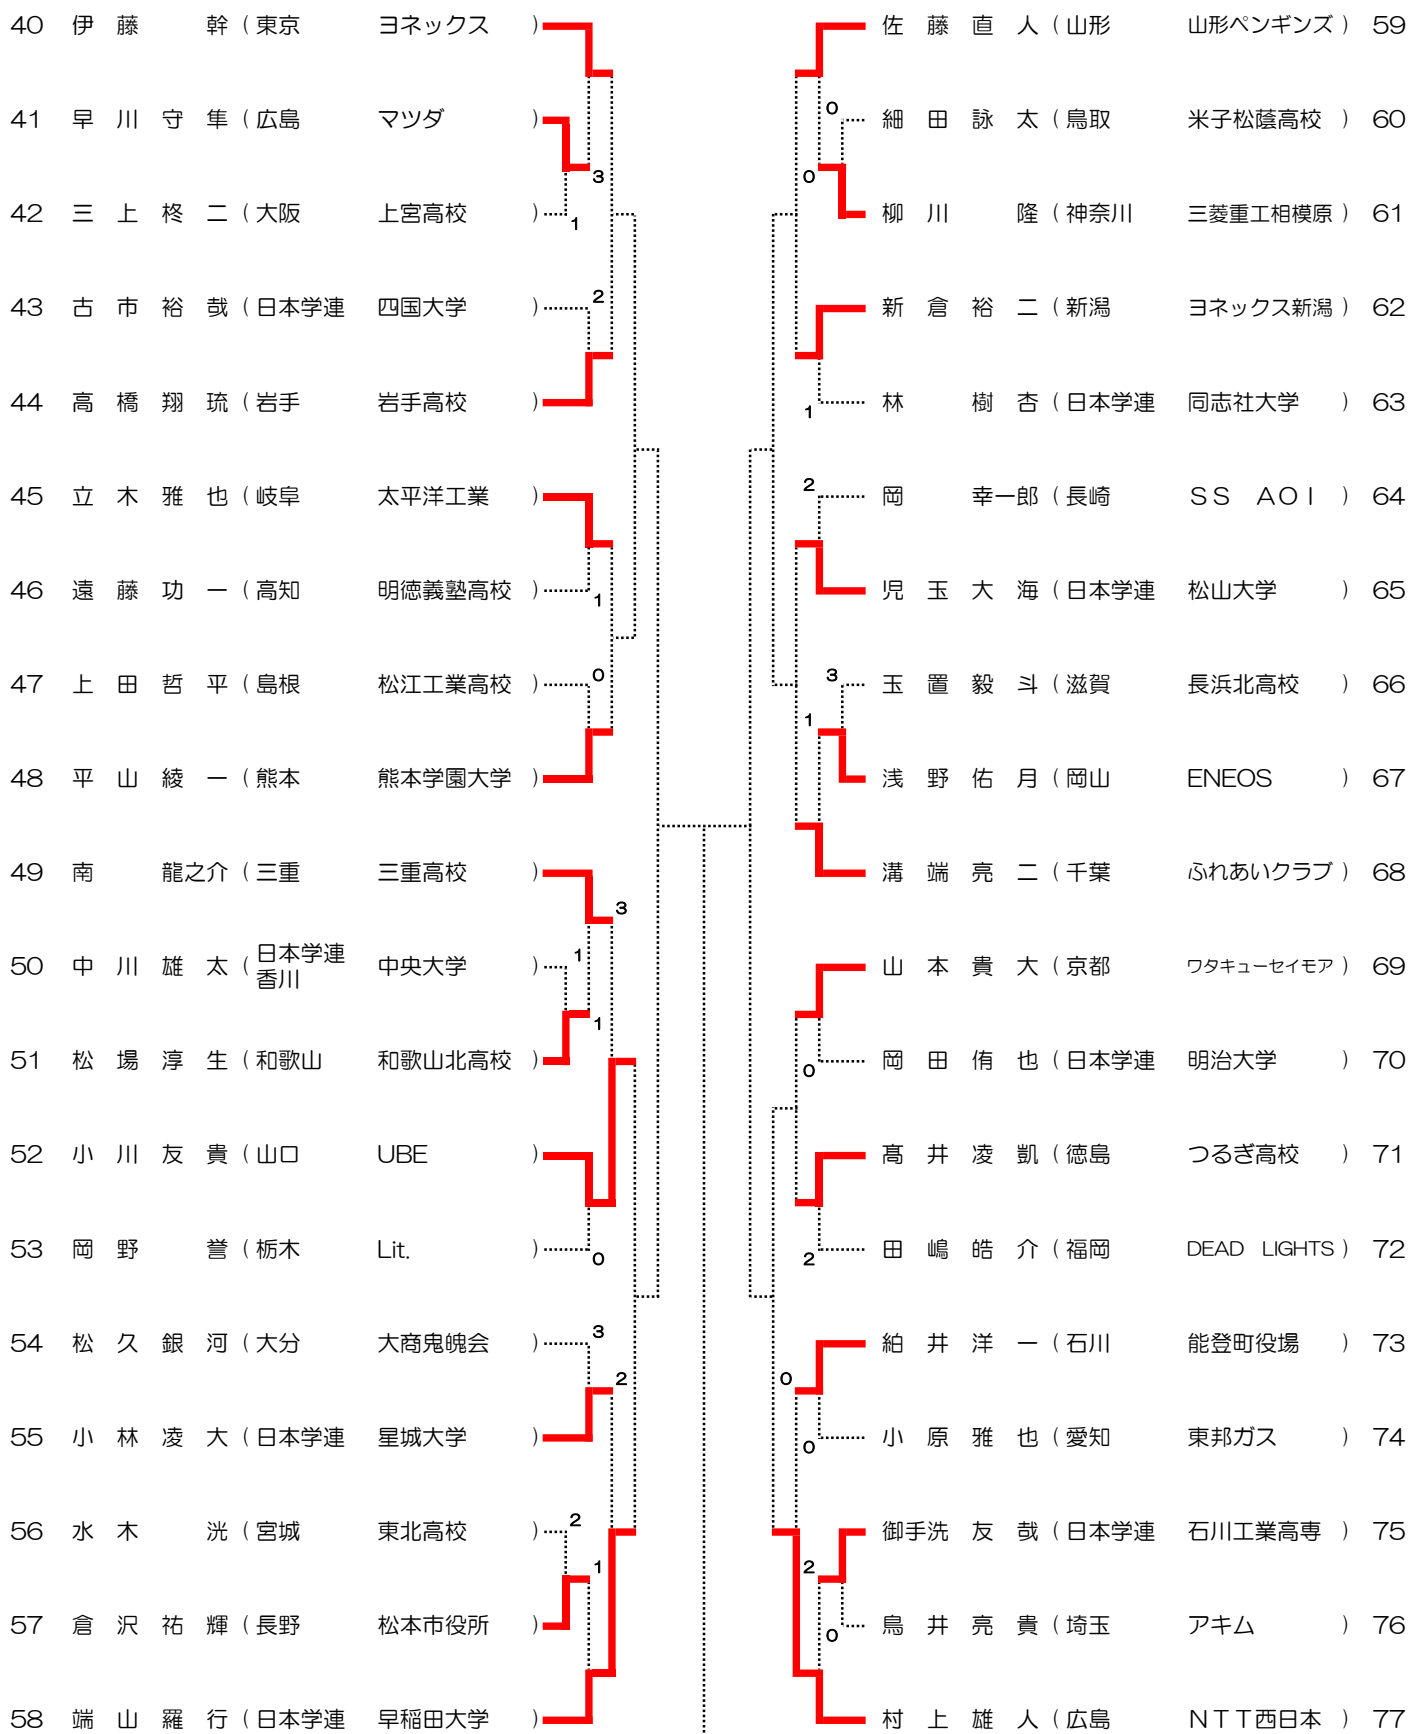 40 伊藤 幹(東京 ヨネックス )
41 早川守隼(広島 マツダ )
3
42 三上柊二(大阪 上宮高校 )
1
43 古市裕哉(日本学連 四国大学 )
2
44 高橋翔琉(岩手 岩手高校 )
45 立木雅也(岐阜 太平洋工業 )
46 遠藤功一(高知 明徳義塾高校 )
1
47 上田哲平(島根 松江工業高校 )
0
48 平山綾一(熊本 熊本学園大学 )
49 南 龍之介(三重 三重高校 )
3
50 中川雄太(日本学連 香川 中央大学 )
1
51 松場淳生(和歌山 和歌山北高校 )
1
52 小川友貴(山口 UBE )
53 岡野 誉(栃木 Lit. )
0
54 松久銀河(大分 大商鬼魄会 )
3
2
55 小林凌大(日本学連 星城大学 )
56 水木 洸(宮城 東北高校 )
2
1
57 倉沢祐輝(長野 松本市役所 )
58 端山羅行(日本学連 早稲田大学 )
佐藤直人(山形 山形ペンギンズ) 59
0
細田詠太(鳥取 米子松蔭高校 ) 60
0
柳川 隆(神奈川 三菱重工相模原) 61
新倉裕二(新潟 ヨネックス新潟) 62
1
林 樹杏(日本学連 同志社大学 ) 63
2
岡 幸一郎(長崎 SS AOI ) 64
児玉大海(日本学連 松山大学 ) 65
3
玉置毅斗(滋賀 長浜北高校 ) 66
1
浅野佑月(岡山 ENEOS ) 67
溝端亮二(千葉 ふれあいクラブ) 68
山本貴大(京都 ワタキューセイモア) 69
0
岡田侑也(日本学連 明治大学 ) 70
髙井凌凱(徳島 つるぎ高校 ) 71
2
田嶋皓介(福岡 DEAD LIGHTS) 72
0
紺井洋一(石川 能登町役場 ) 73
0
小原雅也(愛知 東邦ガス ) 74
御手洗友哉(日本学連 石川工業高専 ) 75
2
0
鳥井亮貴(埼玉 アキム ) 76
村上雄人(広島 NTT西日本 ) 77